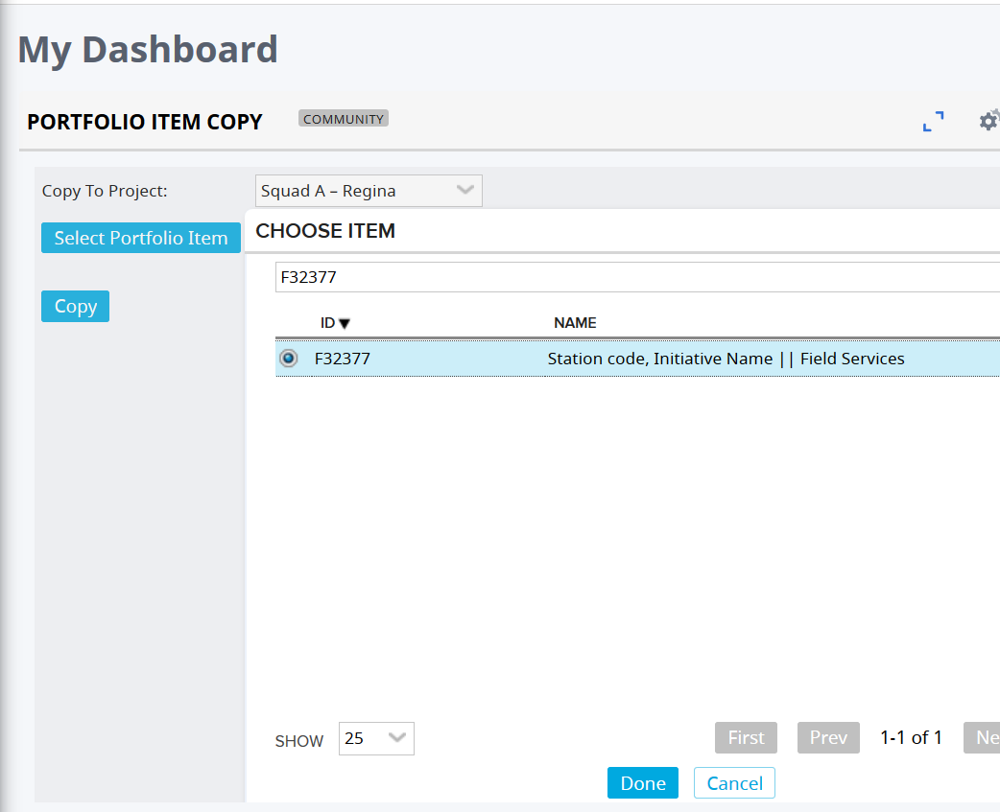 My Dashboard
PORTFOLIO ITEM COPY COMMUNITY
Copy To Project: Squad A – Regina
Select Portfolio Item
CHOOSE ITEM
F32377
Copy
ID▼ NAME
F32377 Station code, Initiative Name || Field Services
SHOW 25 First Prev 1-1 of 1 Ne
Done Cancel